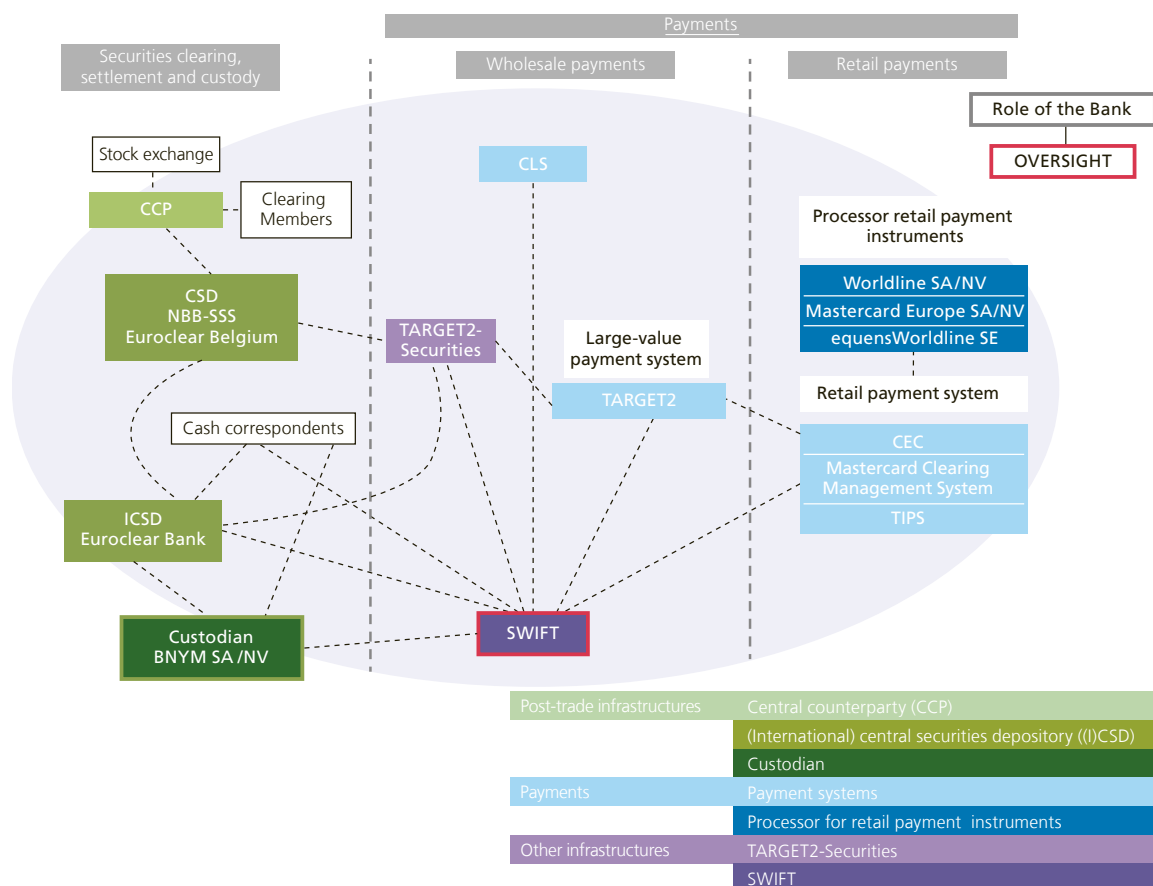 Payments
Securities clearing,
settlement and custody
Wholesale payments
Retail payments
Role of the Bank
OVERSIGHT
Stock exchange
CLS
CCP
Clearing
Members
Processor retail payment
instruments
CSD
NBB-SSS
Euroclear Belgium
Worldline SA/NV
Mastercard Europe SA/NV
equensWorldline SE
TARGET2-
Securities
Large-value
payment system
TARGET2
Retail payment system
Cash correspondents
CEC
Mastercard Clearing
Management System
TIPS
ICSD
Euroclear Bank
Custodian
BNYM SA /NV
SWIFT
Post-trade infrastructures
Central counterparty (CCP)
(International) central securities depository ((I)CSD)
Custodian
Payments
Payment systems
Processor for retail payment instruments
Other infrastructures
TARGET2-Securities
SWIFT